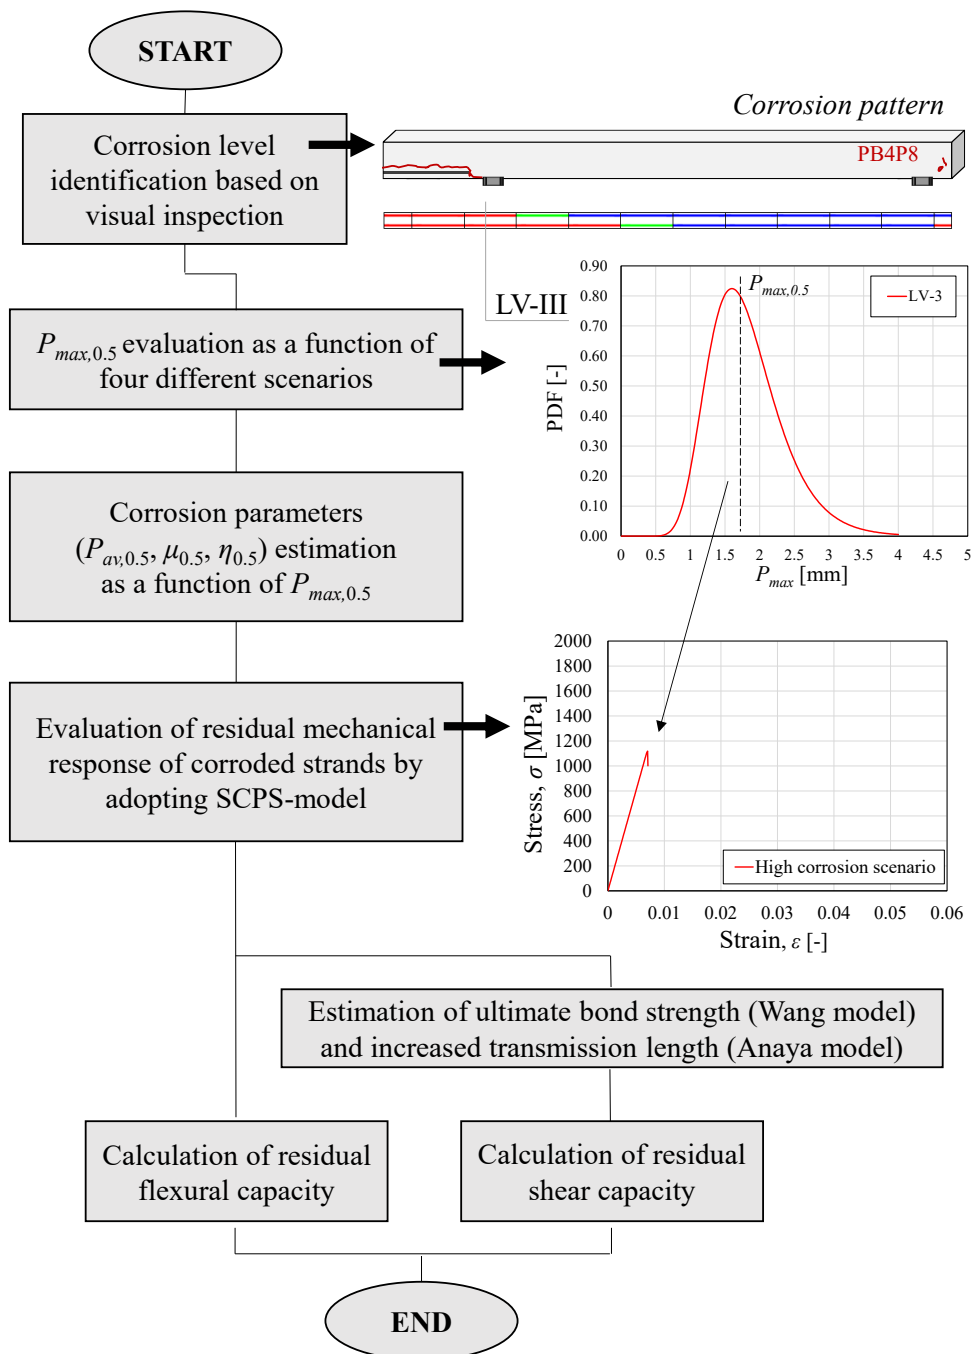 START
Corrosion level
identification based on
visual inspection
Corrosion pattern
PB4P8
LV-III
P_max,0.5 evaluation as a function of
four different scenarios
0.90
0.80
0.70
0.60
0.50
0.40
0.30
0.20
0.10
0.00
PDF [-]
P_max,0.5
LV-3
0 0.5 1 1.5 2 2.5 3 3.5 4 4.5 5
P_max [mm]
Corrosion parameters
(P_av,0.5, μ_0.5, η_0.5) estimation
as a function of P_max,0.5
Evaluation of residual mechanical
response of corroded strands by
adopting SCPS-model
2000
1800
1600
1400
1200
1000
800
600
400
200
0
Stress, σ [MPa]
High corrosion scenario
0 0.01 0.02 0.03 0.04 0.05 0.06
Strain, ε [-]
Estimation of ultimate bond strength (Wang model)
and increased transmission length (Anaya model)
Calculation of residual
flexural capacity
Calculation of residual
shear capacity
END